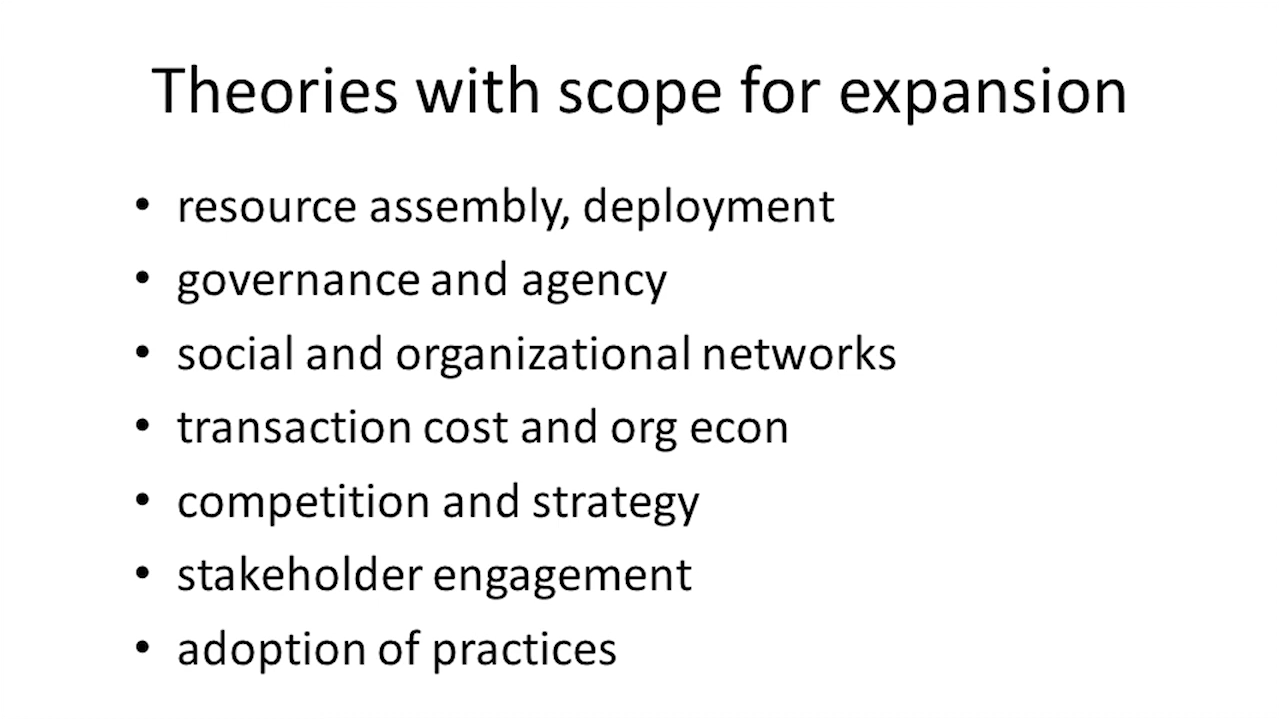 Theories with scope for expansion
• resource assembly, deployment
• governance and agency
• social and organizational networks
• transaction cost and org econ
• competition and strategy
• stakeholder engagement
• adoption of practices